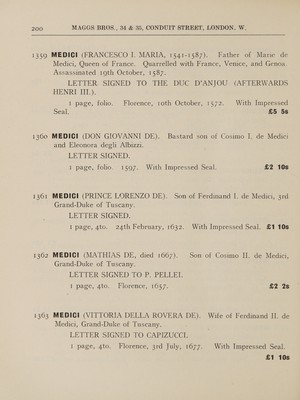 200 MAGGS BROS., 34 & 35, CONDUIT STREET, LONDON, W.
1359 MEDICI (FRANCESCO I. MARIA, 1541-1587). Father of Marie de
Medici, Queen of France. Quarrelled with France, Venice, and Genoa.
Assassinated 19th October, 1587.
LETTER SIGNED TO THE DUC D'ANJOU (AFTERWARDS
HENRI III.).
1 page, folio. Florence, 10th October, 1572. With Impressed
Seal. £5 5s
1360 MEDICI (DON GIOVANNI DE). Bastard son of Cosmo I. de Medici
and Eleonora degli Albizzi.
LETTER SIGNED.
1 page, folio. 1597. With Impressed Seal. £2 10s
1361 MEDICI (PRINCE LORENZO DE). Son of Ferdinand I. de Medici, 3rd
Grand-Duke of Tuscany.
LETTER SIGNED.
1 page, 4to. 24th February, 1632. With Impressed Seal. £1 10s
1362 MEDICI (MATHIAS DE, died 1667). Son of Cosimo II. de Medici,
Grand-Duke of Tuscany.
LETTER SIGNED TO P. PELLEI.
1 page, 4to. Florence, 1657. £2 2s
1363 MEDICI (VITTORIA DELLA ROVERA DE). Wife of Ferdinand II. de
Medici, Grand-Duke of Tuscany.
LETTER SIGNED TO CAPIZUCCI.
1 page, 4to. Florence, 3rd July, 1677. With Impressed Seal.
£1 10s